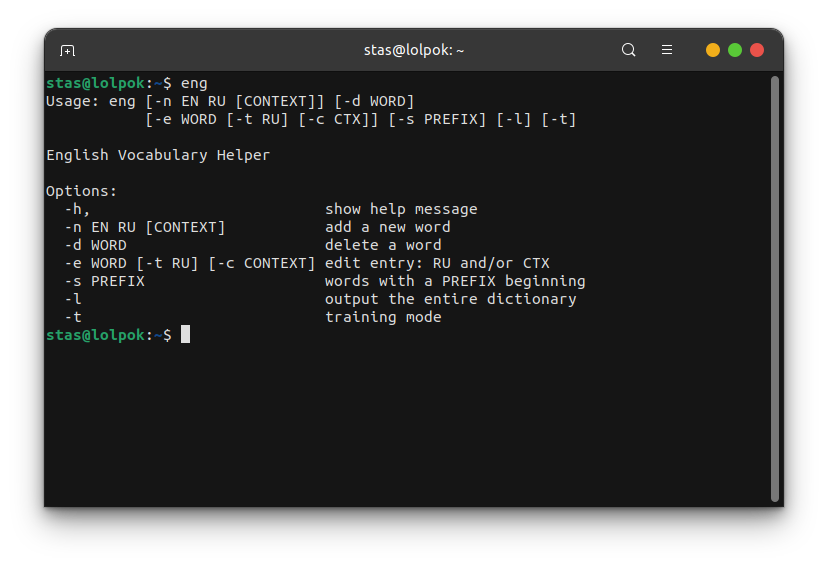 stas@lolpok: ~
stas@lolpok:~$ eng
Usage: eng [-n EN RU [CONTEXT]] [-d WORD]
           [-e WORD [-t RU] [-c CTX]] [-s PREFIX] [-l] [-t]

English Vocabulary Helper

Options:
  -h,                          show help message
  -n EN RU [CONTEXT]           add a new word
  -d WORD                      delete a word
  -e WORD [-t RU] [-c CONTEXT] edit entry: RU and/or CTX
  -s PREFIX                    words with a PREFIX beginning
  -l                           output the entire dictionary
  -t                           training mode
stas@lolpok:~$